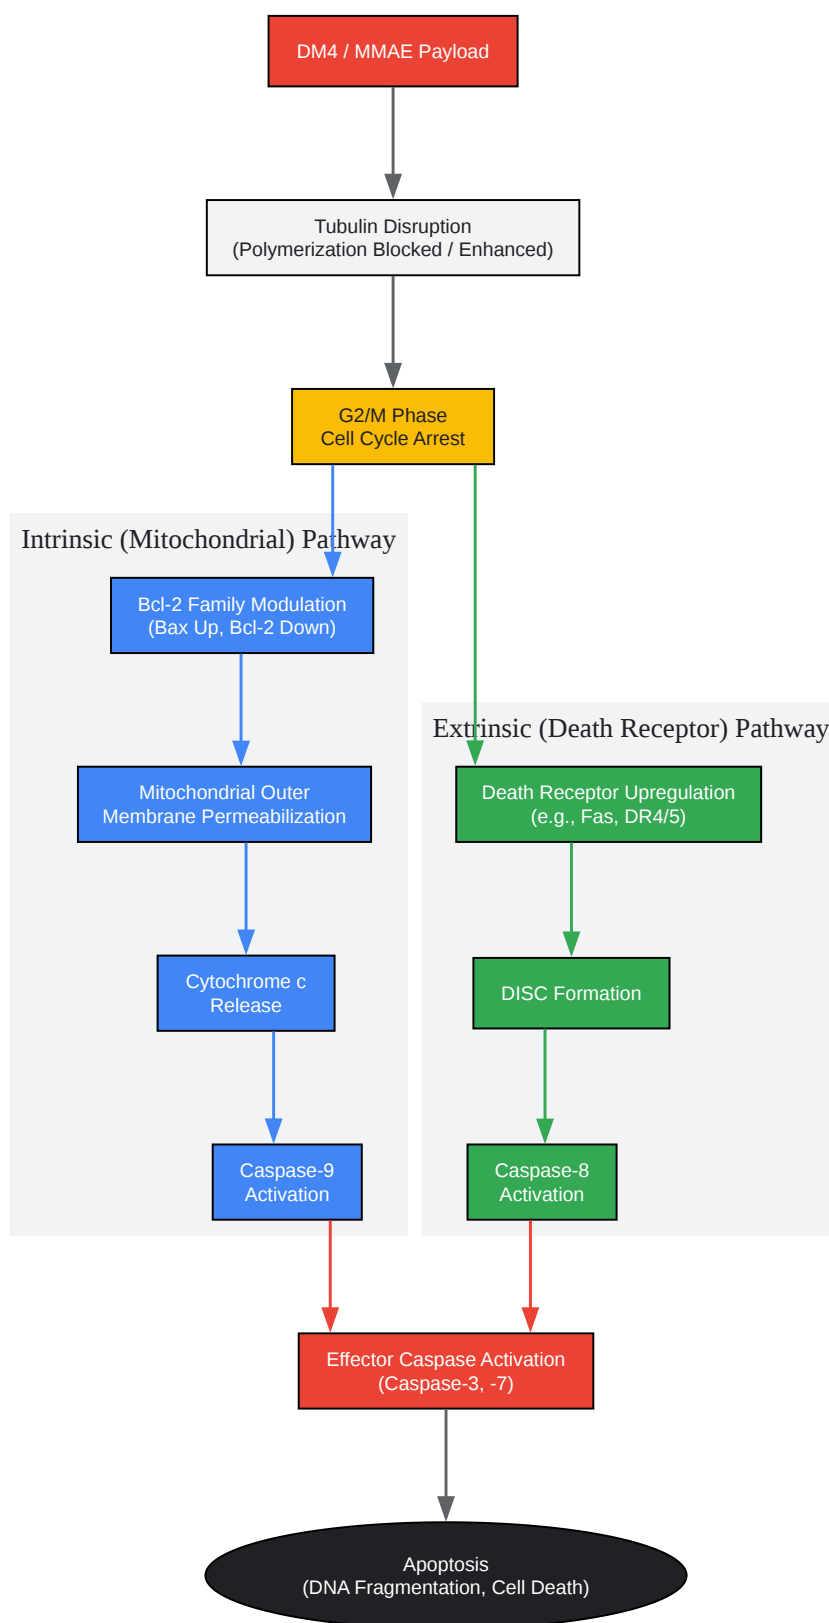 DM4 / MMAE Payload
Tubulin Disruption
(Polymerization Blocked / Enhanced)
G2/M Phase
Cell Cycle Arrest
Intrinsic (Mitochondrial) Pathway
Bcl-2 Family Modulation
(Bax Up, Bcl-2 Down)
Mitochondrial Outer
Membrane Permeabilization
Cytochrome c
Release
Caspase-9
Activation
Extrinsic (Death Receptor) Pathway
Death Receptor Upregulation
(e.g., Fas, DR4/5)
DISC Formation
Caspase-8
Activation
Effector Caspase Activation
(Caspase-3, -7)
Apoptosis
(DNA Fragmentation, Cell Death)